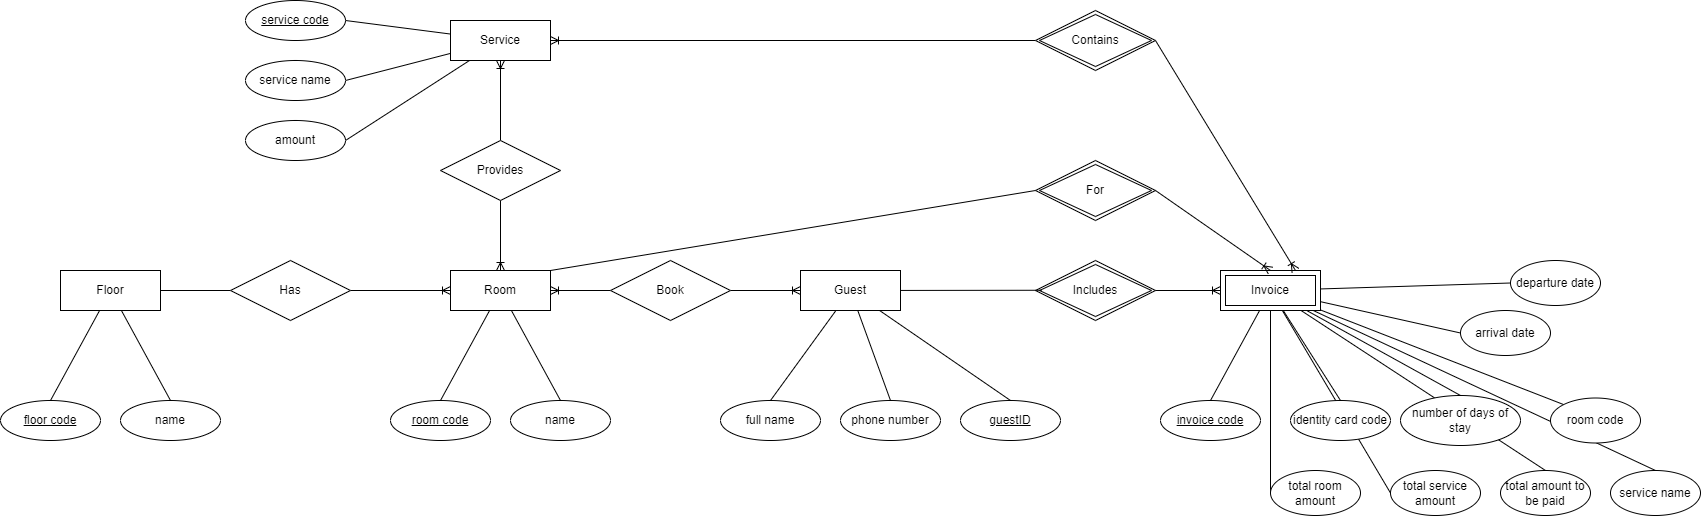 service code
Service
Contains
service name
amount
Provides
For
Floor
Has
Room
Book
Guest
Includes
Invoice
departure date
arrival date
floor code
name
room code
name
full name
phone number
guestID
invoice code
identity card code
number of days of
stay
room code
total room
amount
total service
amount
total amount to
be paid
service name